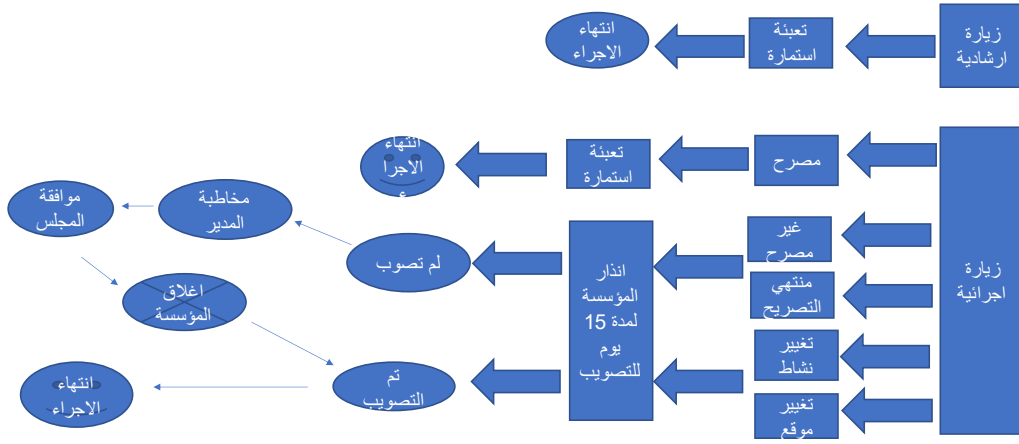 زيارة
ارشادية
تعبئة
استمارة
انتهاء
الاجراء
زيارة
اجرائية
مصرح
تعبئة
استمارة
انتهاء
الاجرا
ء
غير
مصرح
منتهي
التصريح
تغيير
نشاط
تغيير
موقع
انذار
المؤسسة
لمدة 15
يوم
للتصويب
لم تصوب
مخاطبة
المدير
موافقة
المجلس
اغلاق
المؤسسة
تم
التصويب
انتهاء
الاجراء